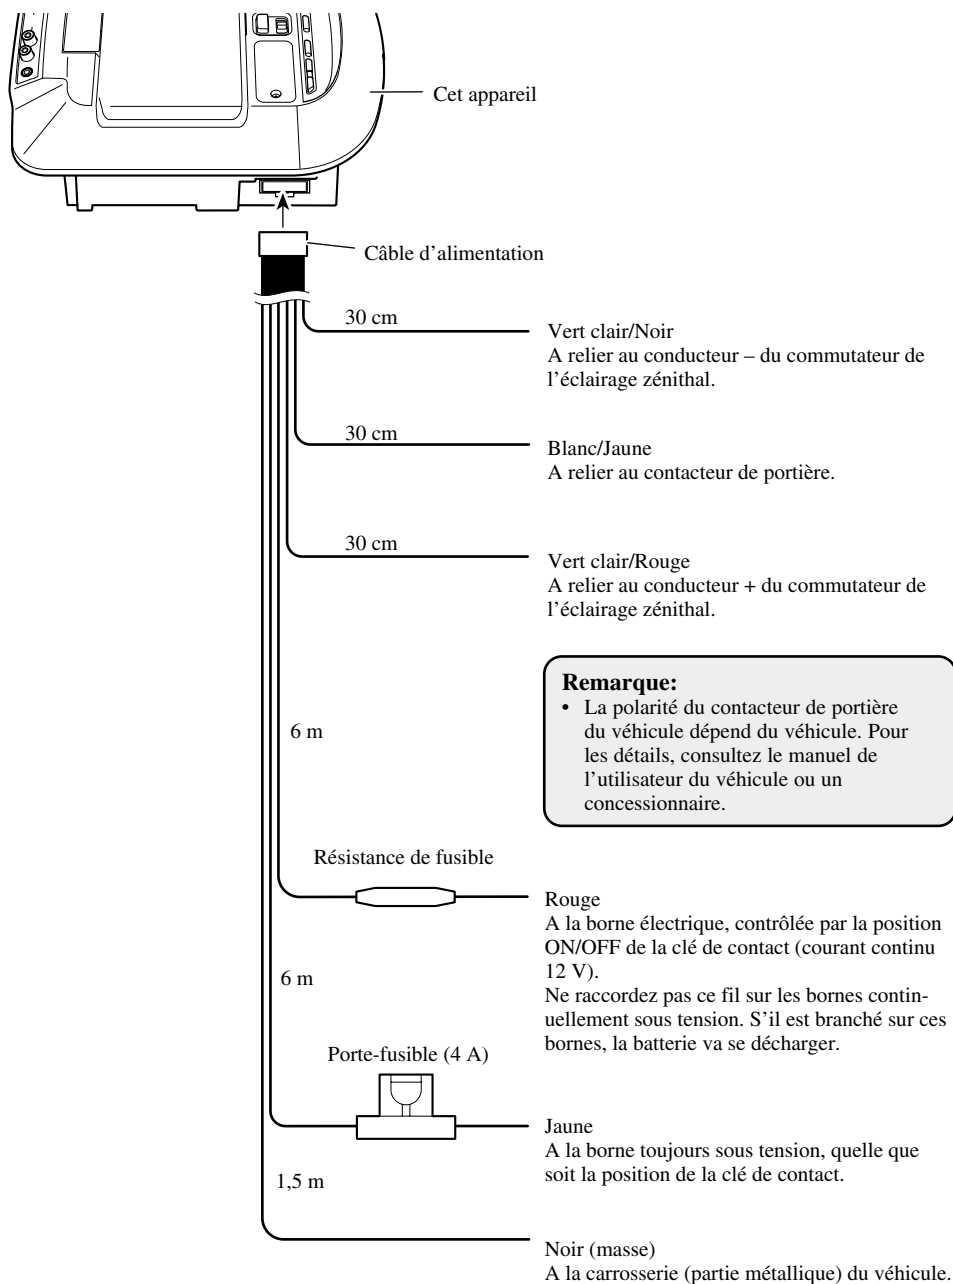 Cet appareil
Câble d’alimentation
30 cm
Vert clair/Noir
A relier au conducteur – du commutateur de
l’éclairage zénithal.
30 cm
Blanc/Jaune
A relier au contacteur de portière.
30 cm
Vert clair/Rouge
A relier au conducteur + du commutateur de
l’éclairage zénithal.
Remarque:
• La polarité du contacteur de portière
du véhicule dépend du véhicule. Pour
les détails, consultez le manuel de
l’utilisateur du véhicule ou un
concessionnaire.
6 m
Résistance de fusible
Rouge
A la borne électrique, contrôlée par la position
ON/OFF de la clé de contact (courant continu
12 V).
Ne raccordez pas ce fil sur les bornes contin-
uellement sous tension. S’il est branché sur ces
bornes, la batterie va se décharger.
6 m
Porte-fusible (4 A)
Jaune
A la borne toujours sous tension, quelle que
soit la position de la clé de contact.
1,5 m
Noir (masse)
A la carrosserie (partie métallique) du véhicule.